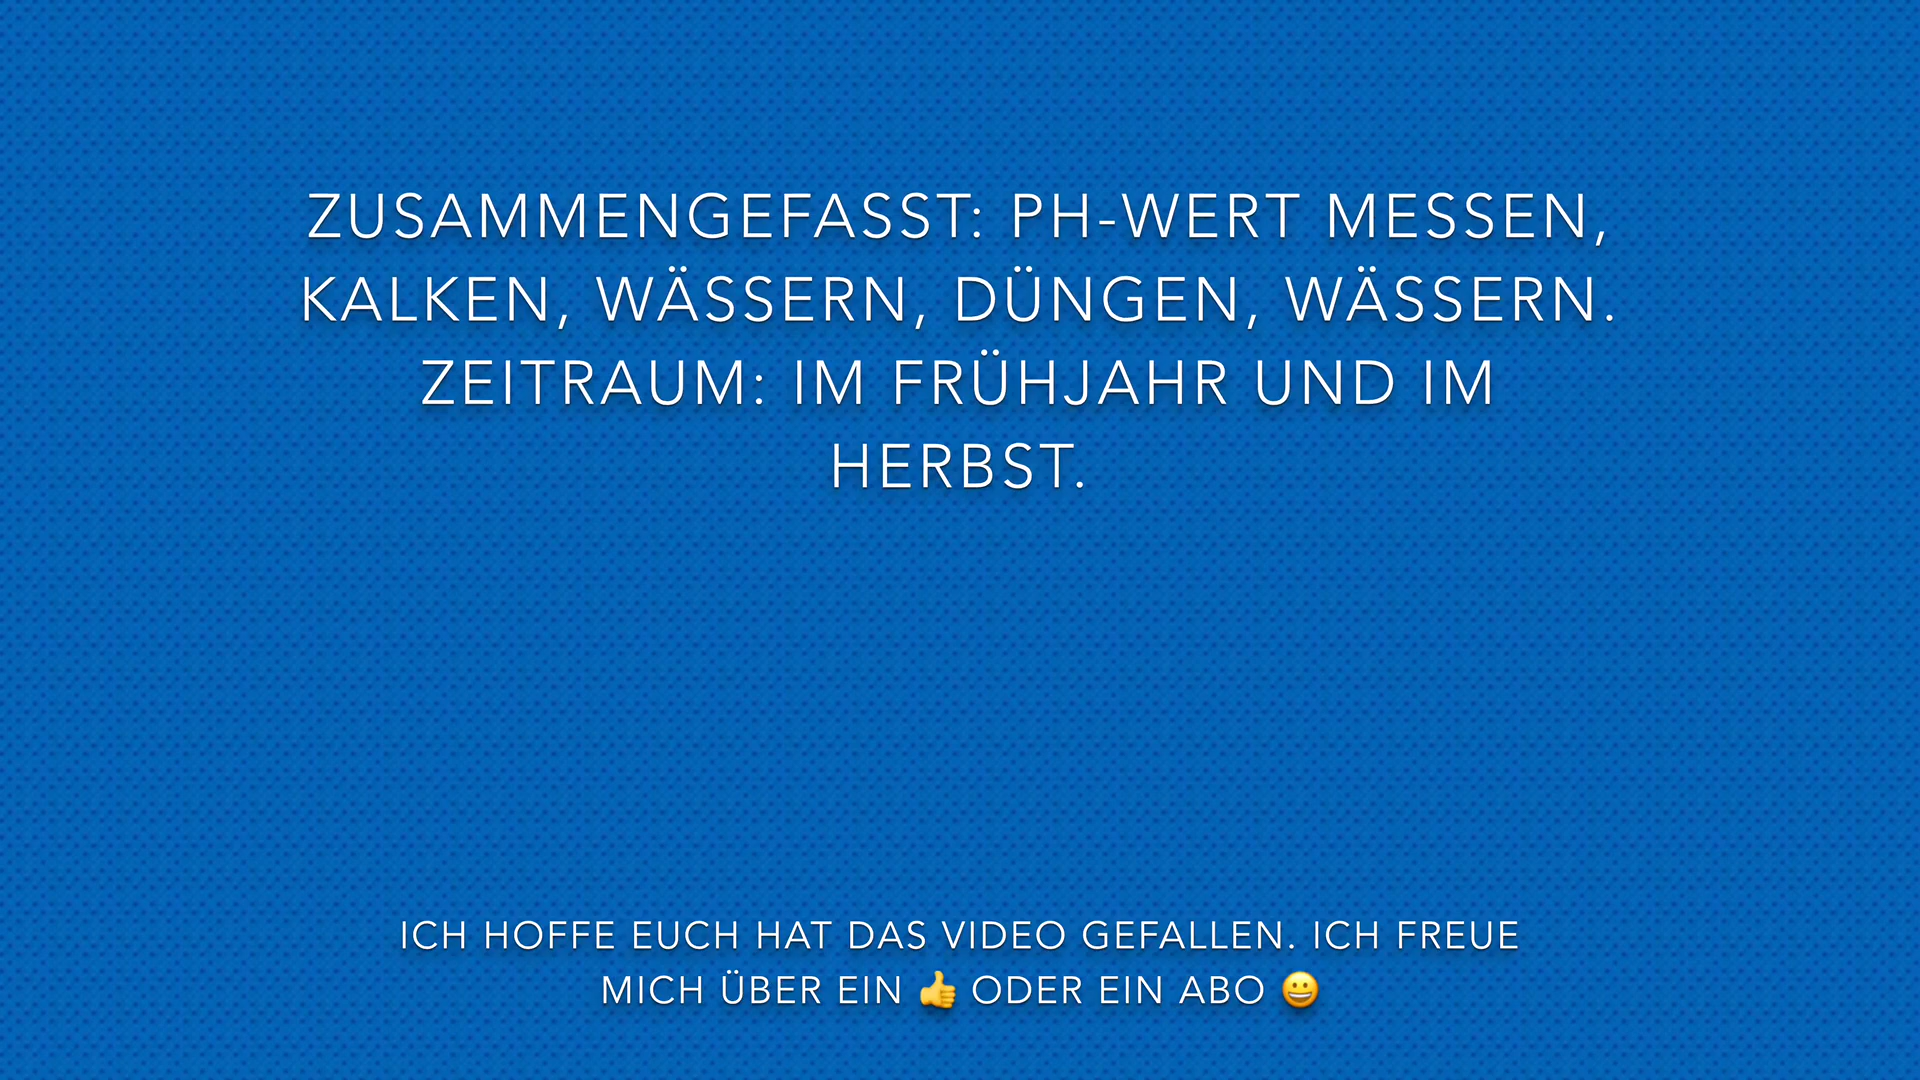 ZUSAMMENGEFASST: PH-WERT MESSEN,
KALKEN, WÄSSERN, DÜNGEN, WÄSSERN.
ZEITRAUM: IM FRÜHJAHR UND IM
HERBST.
ICH HOFFE EUCH HAT DAS VIDEO GEFALLEN. ICH FREUE
MICH ÜBER EIN 👍 ODER EIN ABO 😀